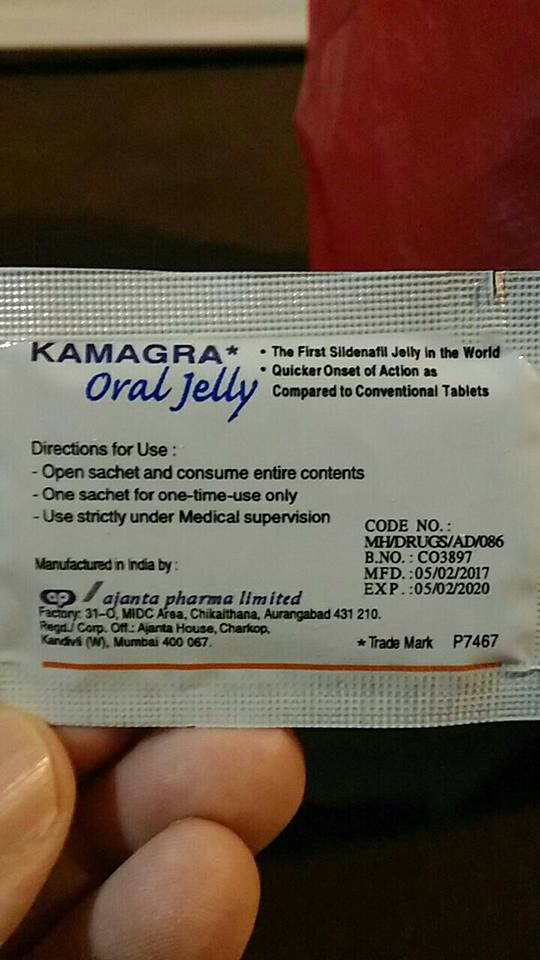 KAMAGRA*
Oral Jelly
• The First Sildenafil Jelly in the World
• Quicker Onset of Action as
Compared to Conventional Tablets
Directions for Use :
- Open sachet and consume entire contents
- One sachet for one-time-use only
- Use strictly under Medical supervision
CODE NO. :
MH/DRUGS/AD/086
B.NO. : CO3897
MFD. : 05/02/2017
EXP. : 05/02/2020
Manufactured in India by :
ap ajanta pharma limited
Factory: 31-O, MIDC Area, Chikalthana, Aurangabad 431 210.
Regd./ Corp. Off.: Ajanta House, Charkop,
Kandivli (W), Mumbai 400 067.
* Trade Mark P7467